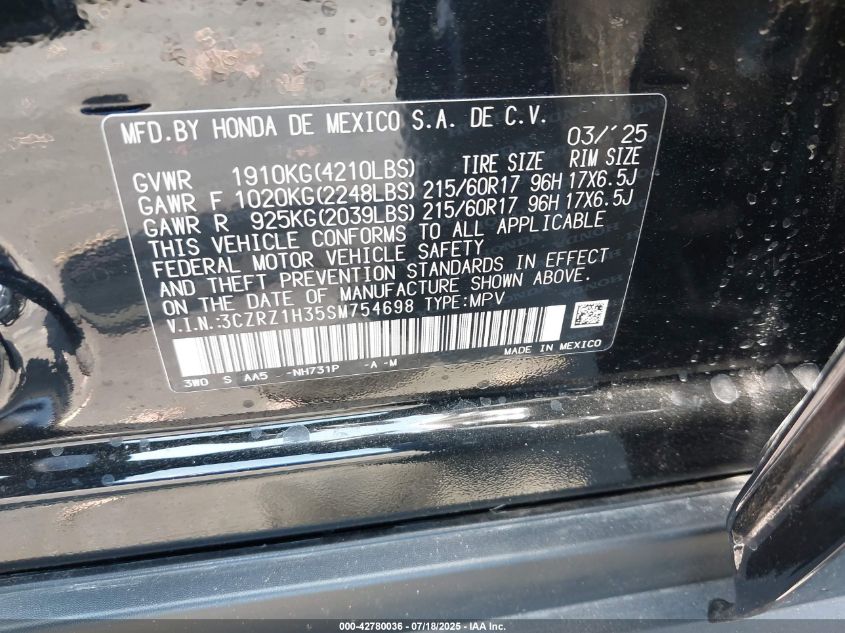 MFD.BY HONDA DE MEXICO S.A. DE C.V. 03/'25
TIRE SIZE RIM SIZE
GVWR 1910KG(4210LBS)
GAWR F 1020KG(2248LBS) 215/60R17 96H 17X6.5J
GAWR R 925KG(2039LBS) 215/60R17 96H 17X6.5J
THIS VEHICLE CONFORMS TO ALL APPLICABLE
FEDERAL MOTOR VEHICLE SAFETY
AND THEFT PREVENTION STANDARDS IN EFFECT
ON THE DATE OF MANUFACTURE SHOWN ABOVE.
V.I.N.:3CZRZ1H35SM754698 TYPE:MPV
MADE IN MEXICO
3WO S AA5 -NH731P -A-M
000-42780036 - 07/18/2025 - IAA Inc.